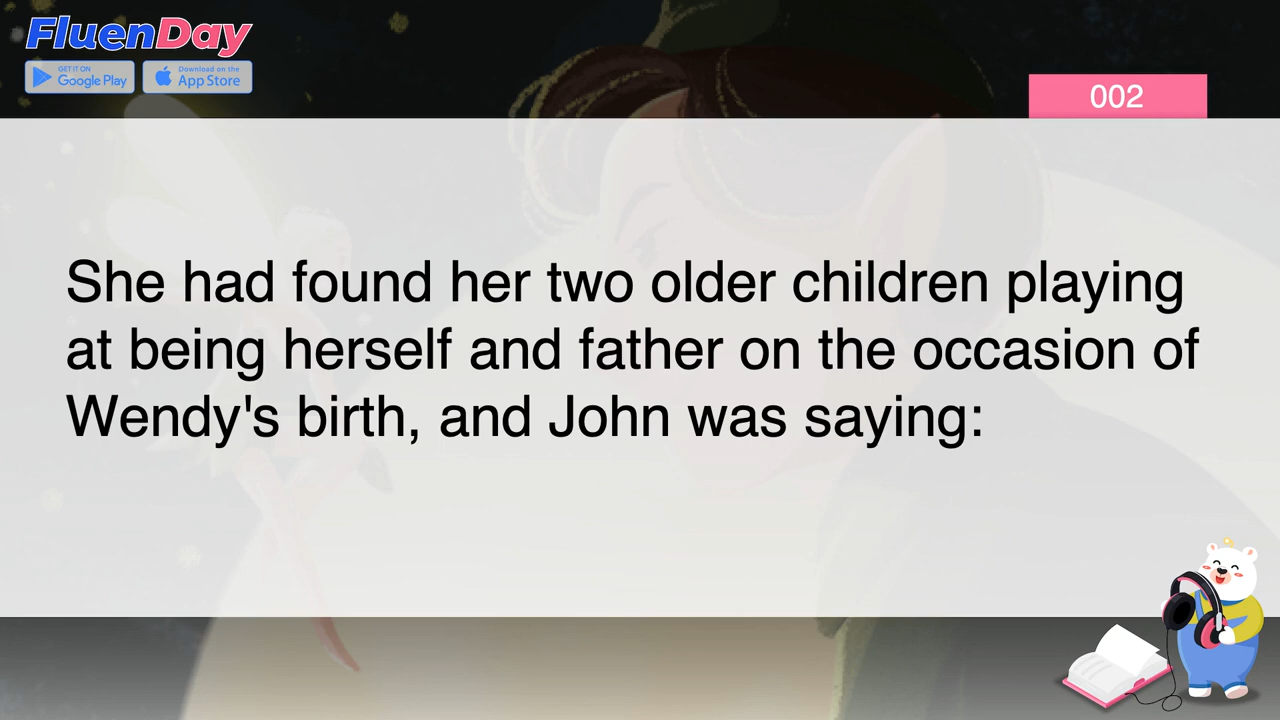 FluenDay
GET IT ON
Google Play
Download on the
App Store
002
She had found her two older children playing
at being herself and father on the occasion of
Wendy's birth, and John was saying: